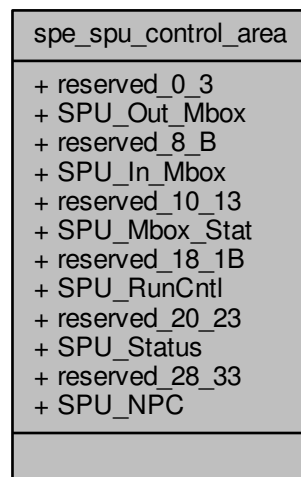 spe_spu_control_area
+ reserved_0_3
+ SPU_Out_Mbox
+ reserved_8_B
+ SPU_In_Mbox
+ reserved_10_13
+ SPU_Mbox_Stat
+ reserved_18_1B
+ SPU_RunCntl
+ reserved_20_23
+ SPU_Status
+ reserved_28_33
+ SPU_NPC